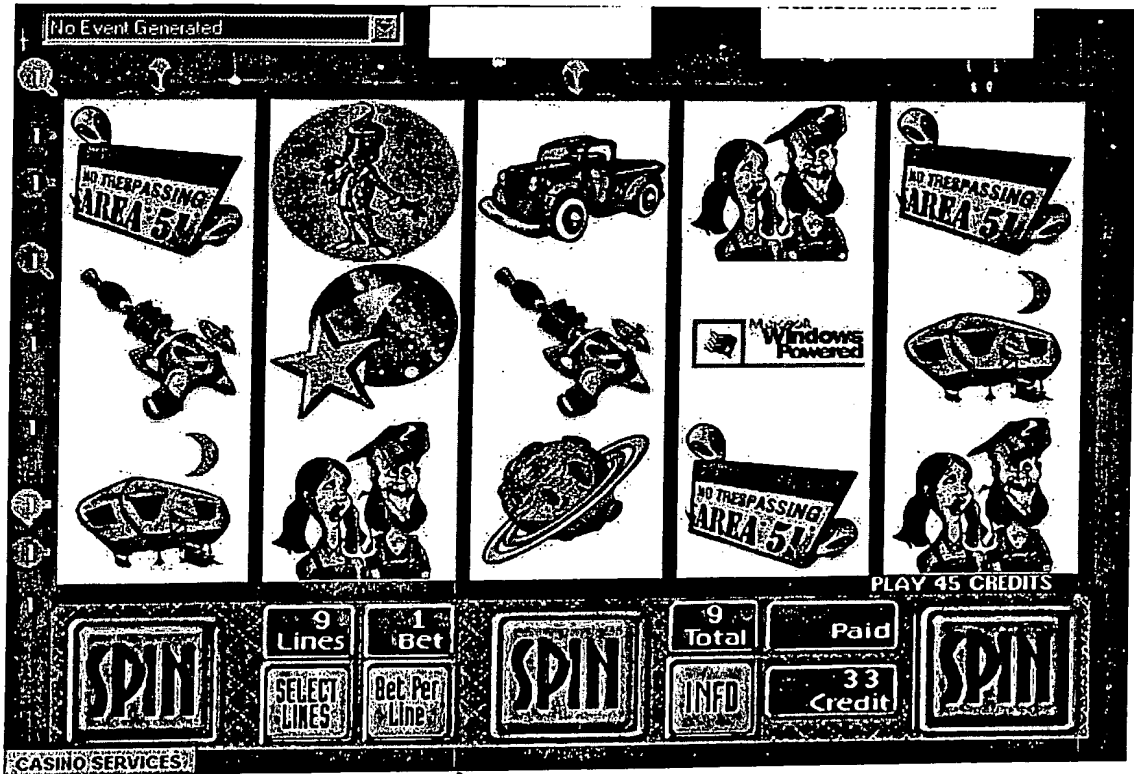 No Event Generated
NO TRESPASSING
AREA 51
NO TRESPASSING
AREA 51
Microsoft
Windows
Powered
NO TRESPASSING
AREA 51
PLAY 45 CREDITS
SPIN
9
Lines
1
Bet
SELECT
LINES
Bet Per
Line
SPIN
9
Total
Paid
INFO
33
Credit
SPIN
CASINO SERVICES